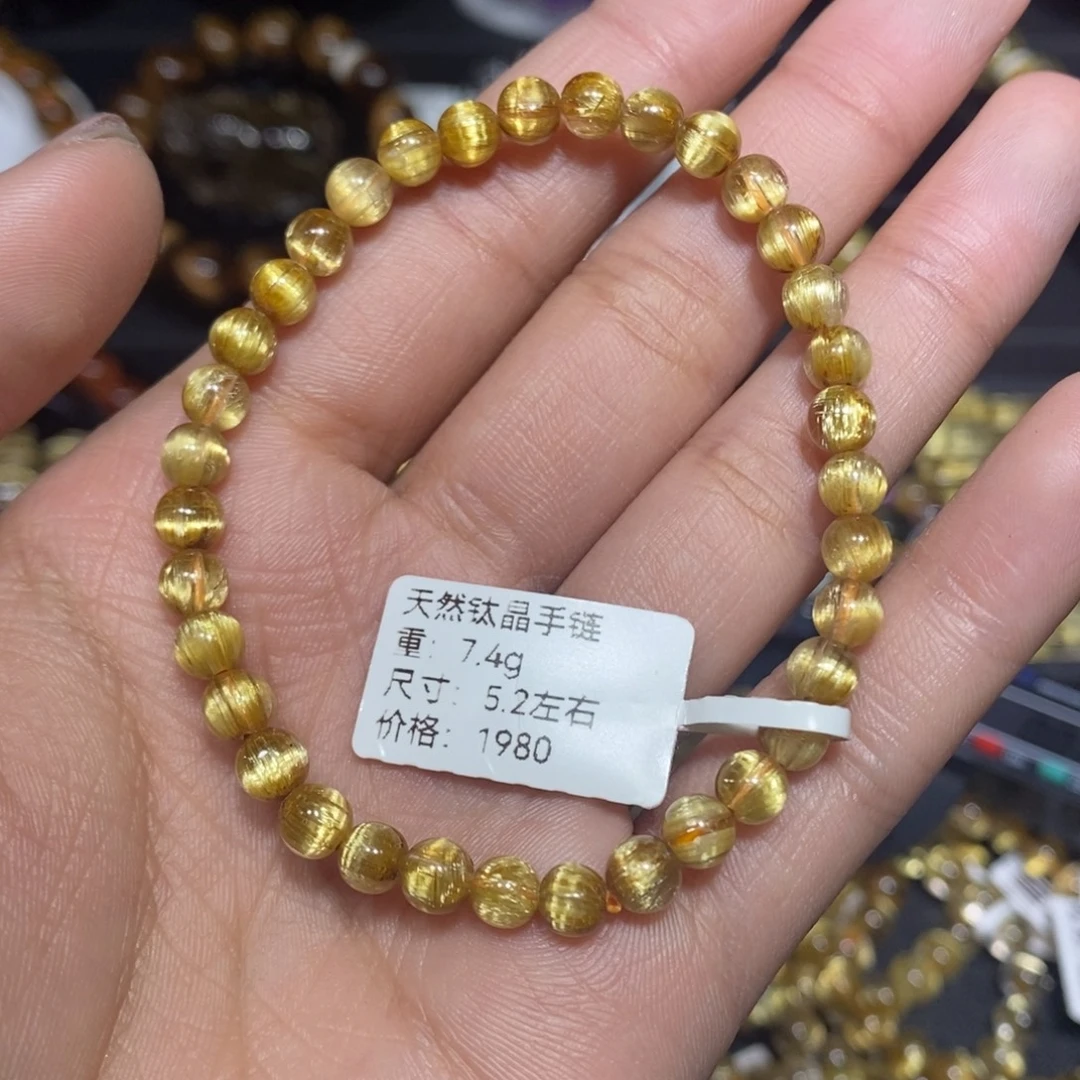 天然钛晶手链
重: 7.4g
尺寸: 5.2左右
价格: 1980